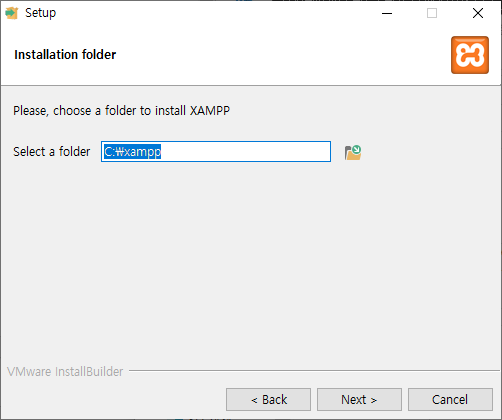 Setup
Installation folder
Please, choose a folder to install XAMPP
Select a folder C:₩xampp
VMware InstallBuilder
< Back Next > Cancel